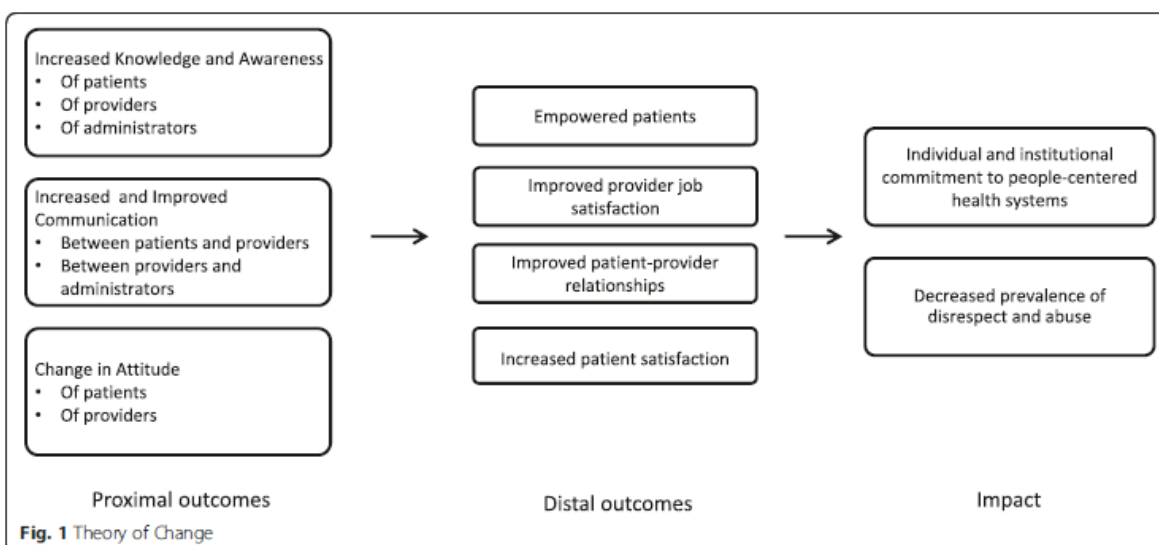 Increased Knowledge and Awareness
• Of patients
• Of providers
• Of administrators
Increased and Improved
Communication
• Between patients and providers
• Between providers and
administrators
Change in Attitude
• Of patients
• Of providers
Proximal outcomes
Empowered patients
Improved provider job
satisfaction
Improved patient-provider
relationships
Increased patient satisfaction
Distal outcomes
Individual and institutional
commitment to people-centered
health systems
Decreased prevalence of
disrespect and abuse
Impact
Fig. 1 Theory of Change